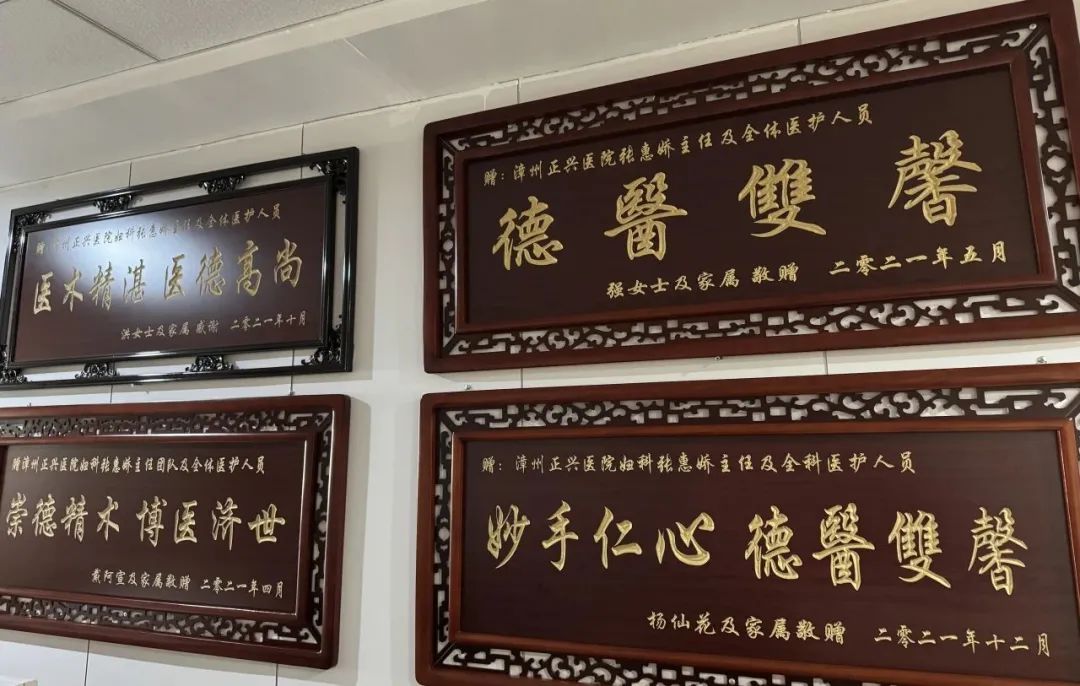 赠:漳州正兴医院妇科张惠娇主任及全体医护人员
医术精湛 医德高尚
洪女士及家属 感谢 二零二一年十月
赠:漳州正兴医院张惠娇主任及全体医护人员
德醫雙馨
强女士及家属 敬赠 二零二一年五月
赠漳州正兴医院妇科张惠娇主任团队及全体医护人员
崇德精术 博医济世
戴阿宣及家属敬赠 二零二一年四月
赠:漳州正兴医院妇科张惠娇主任及全科医护人员
妙手仁心 德醫雙馨
杨仙花及家属敬赠 二零二一年十二月